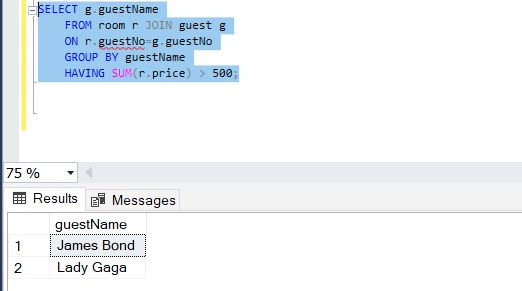 SELECT g.guestName
FROM room r JOIN guest g
ON r.guestNo=g.guestNo
GROUP BY guestName
HAVING SUM(r.price) > 500;
75 %
Results Messages
guestName
1 James Bond
2 Lady Gaga